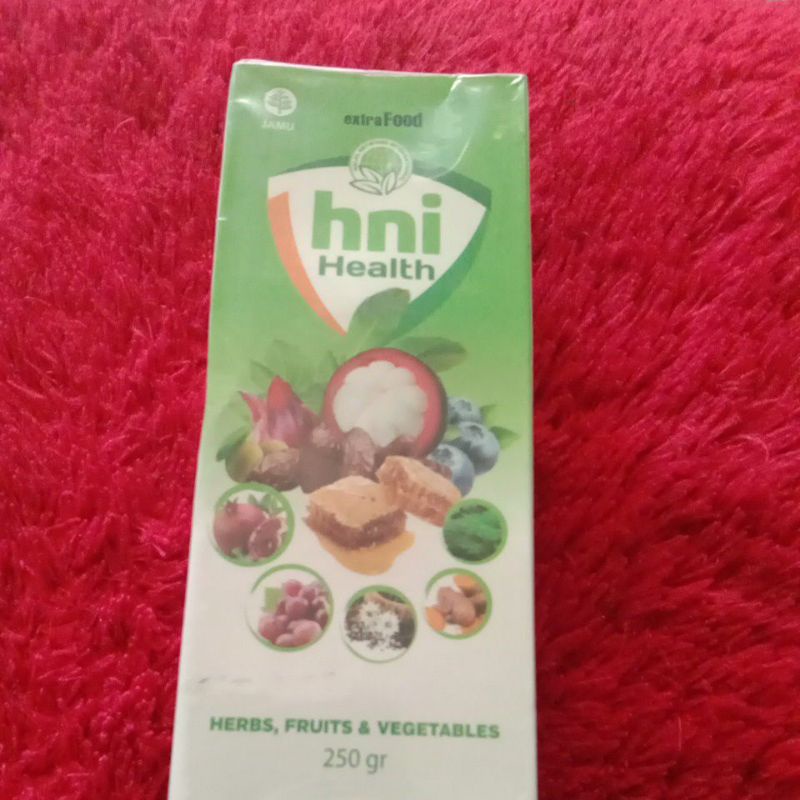 JAMU
extraFood
hni
Health
HERBS, FRUITS & VEGETABLES
250 gr